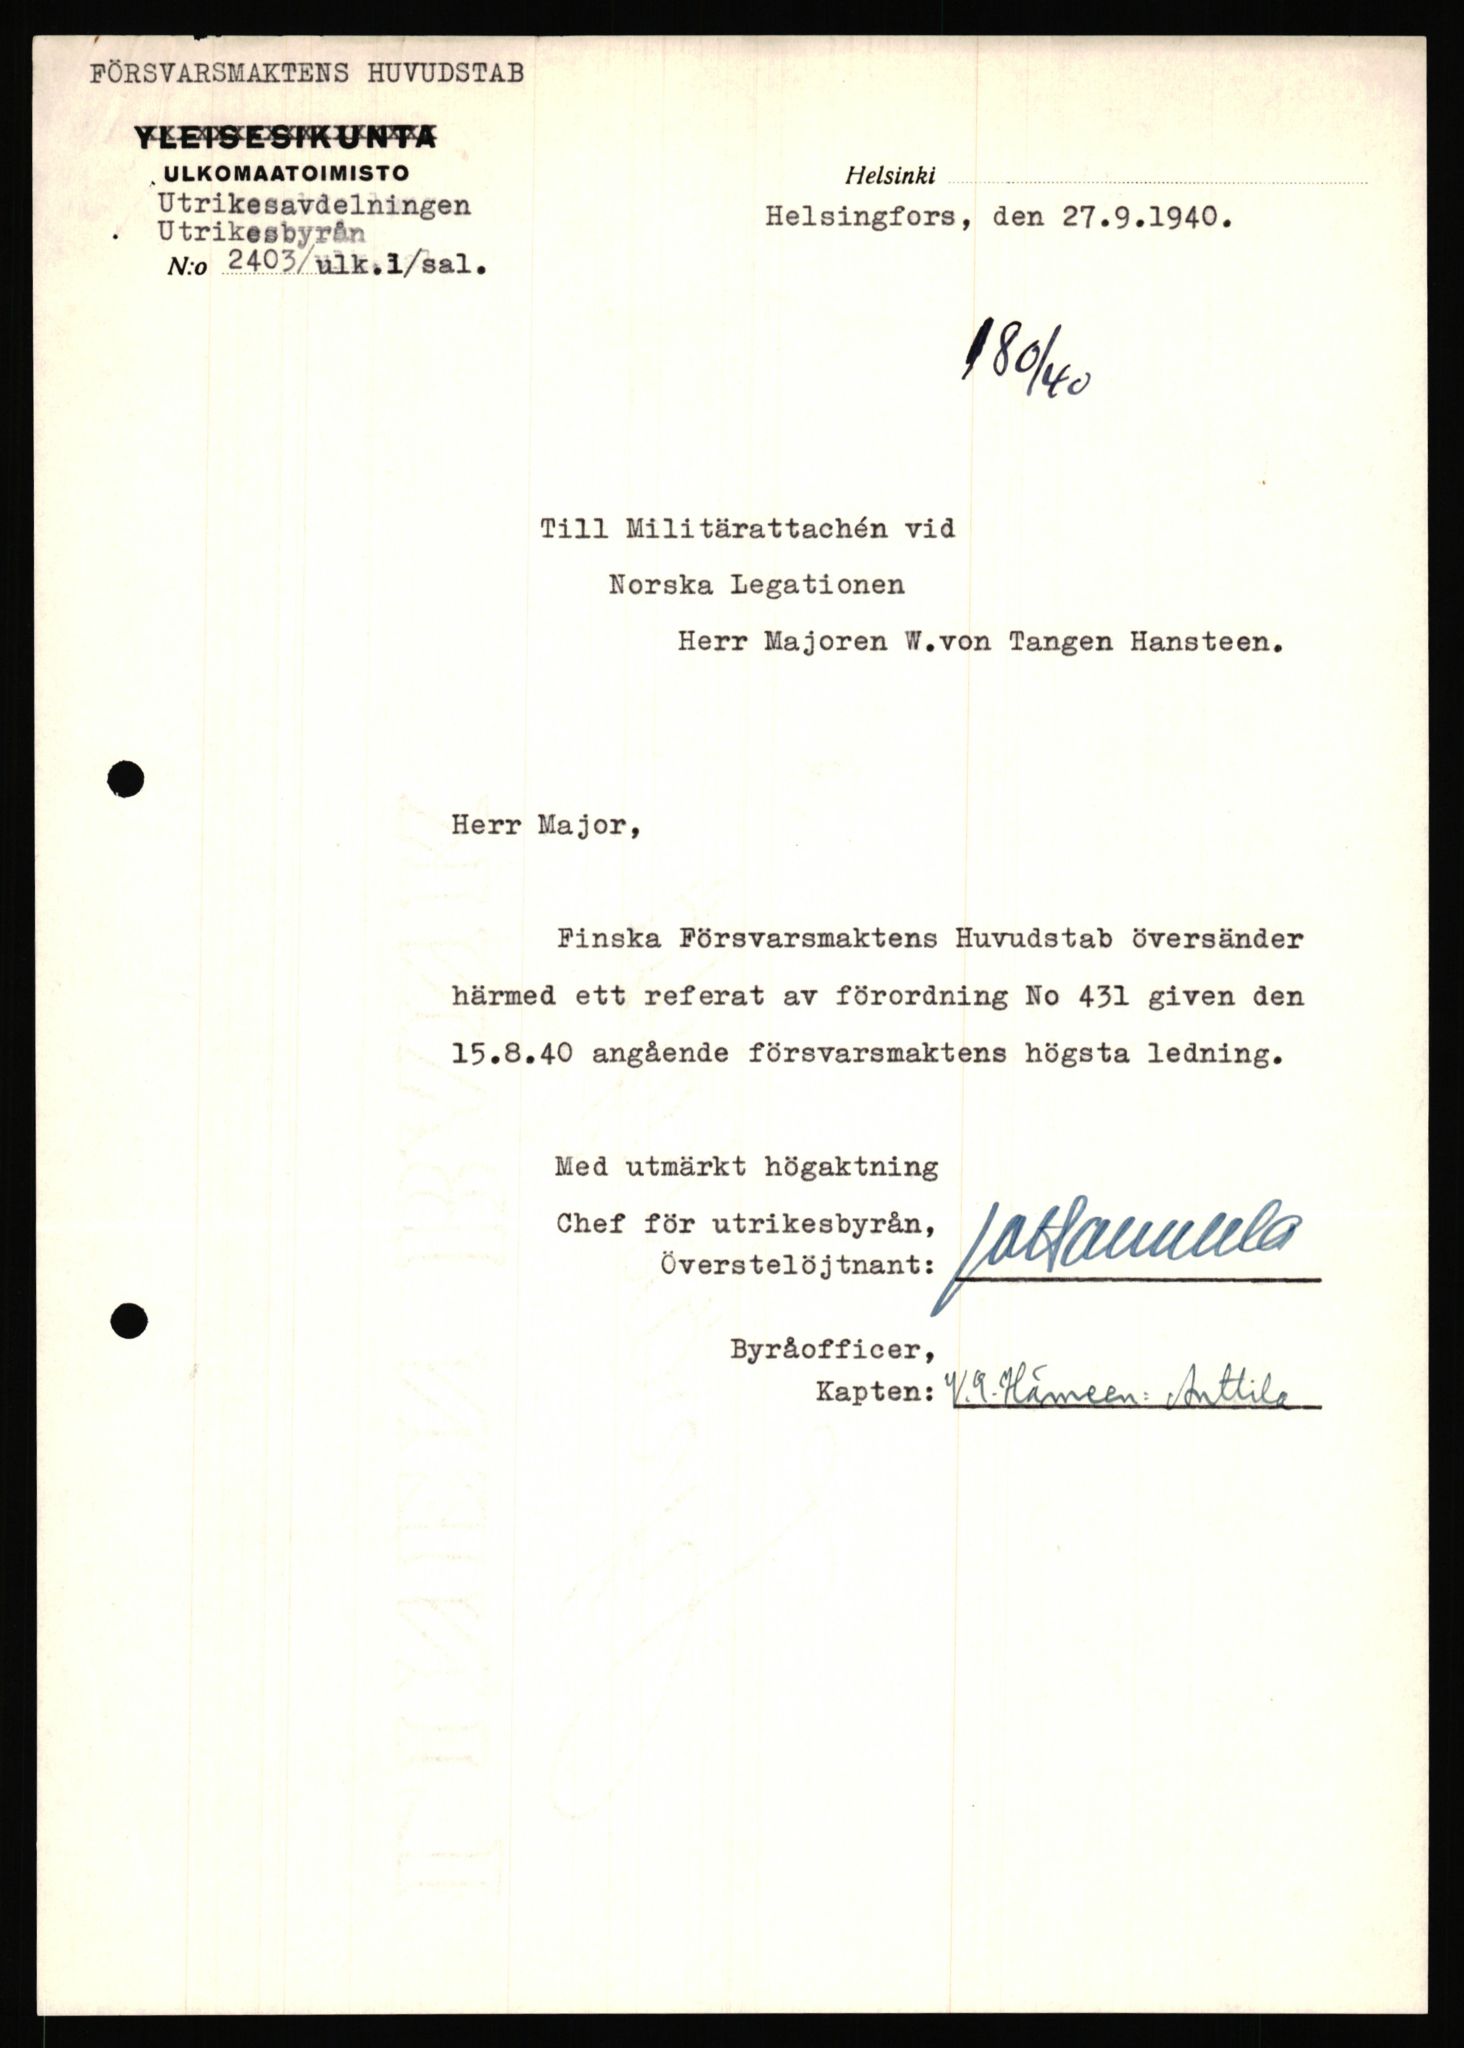 FÖRSVARSMAKTENS HUVUDSTAB
YLEISESIKUNTA
ULKOMAATOIMISTO
Utrikesavdelningen
Utrikesbyrån
N:o 2403/ulk.1/sal.
Helsinki
Helsingfors, den 27.9.1940.
180/40
Till Militärattachén vid
Norska Legationen
Herr Majoren W.von Tangen Hansteen.
Herr Major,
Finska Försvarsmaktens Huvudstab översänder
härmed ett referat av förordning No 431 given den
15.8.40 angående försvarsmaktens högsta ledning.
Med utmärkt högaktning
Chef för utrikesbyrån,
Överstelöjtnant:
Byråofficer,
Kapten: V.A. Hämeen-Anttila